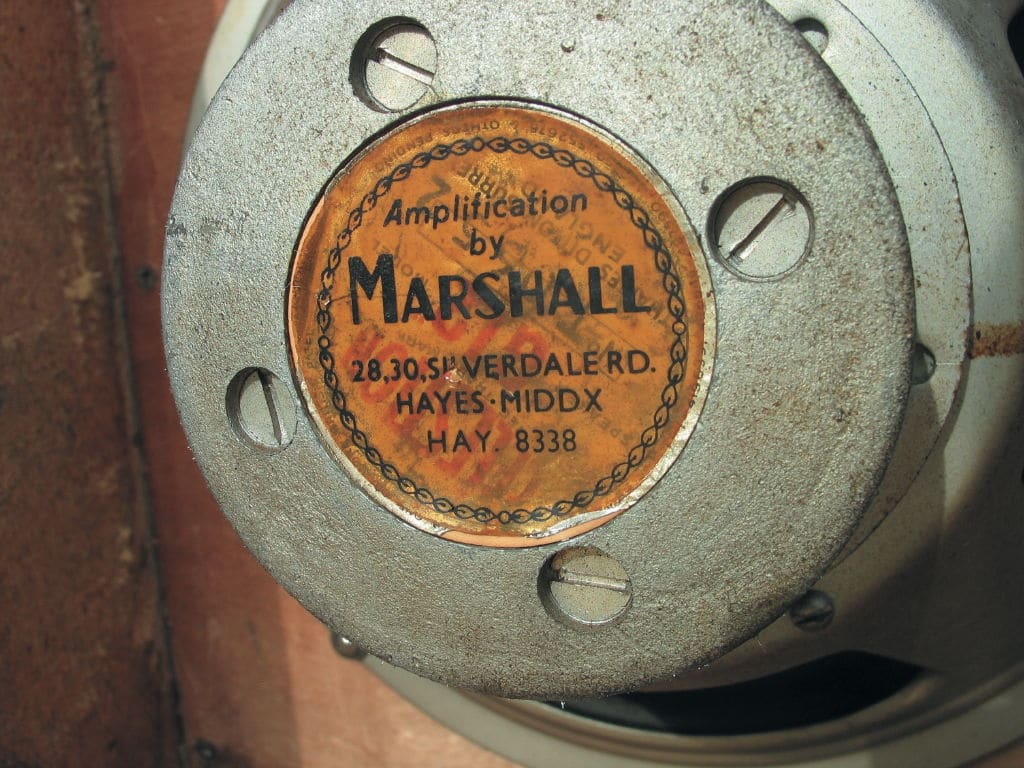 Amplification
by
MARSHALL
28,30,SILVERDALE RD.
HAYES·MIDDX
HAY. 8338